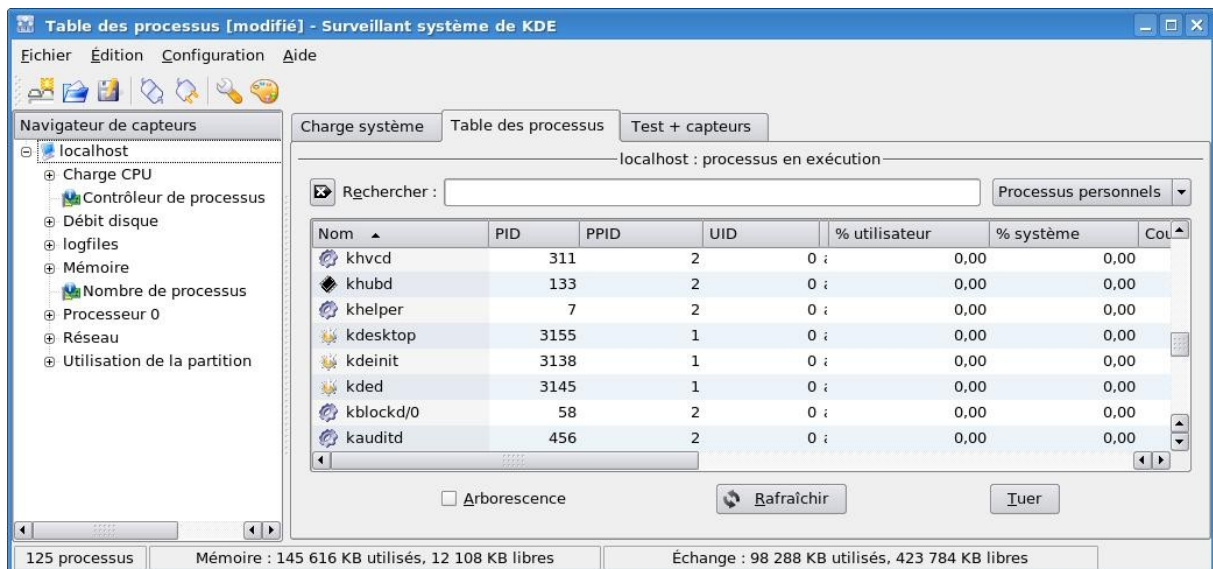 Table des processus [modifié] - Surveillant système de KDE
Fichier Édition Configuration Aide
Navigateur de capteurs
localhost
Charge CPU
Contrôleur de processus
Débit disque
logfiles
Mémoire
Nombre de processus
Processeur 0
Réseau
Utilisation de la partition
Charge système Table des processus Test + capteurs
localhost : processus en exécution
Rechercher : Processus personnels
Nom PID PPID UID % utilisateur % système
khvcd 311 2 0 0,00 0,00
khubd 133 2 0 0,00 0,00
khelper 7 2 0 0,00 0,00
kdesktop 3155 1 0 0,00 0,00
kdeinit 3138 1 0 0,00 0,00
kded 3145 1 0 0,00 0,00
kblockd/0 58 2 0 0,00 0,00
kauditd 456 2 0 0,00 0,00
Arborescence Rafraîchir Tuer
125 processus Mémoire : 145 616 KB utilisés, 12 108 KB libres Échange : 98 288 KB utilisés, 423 784 KB libres